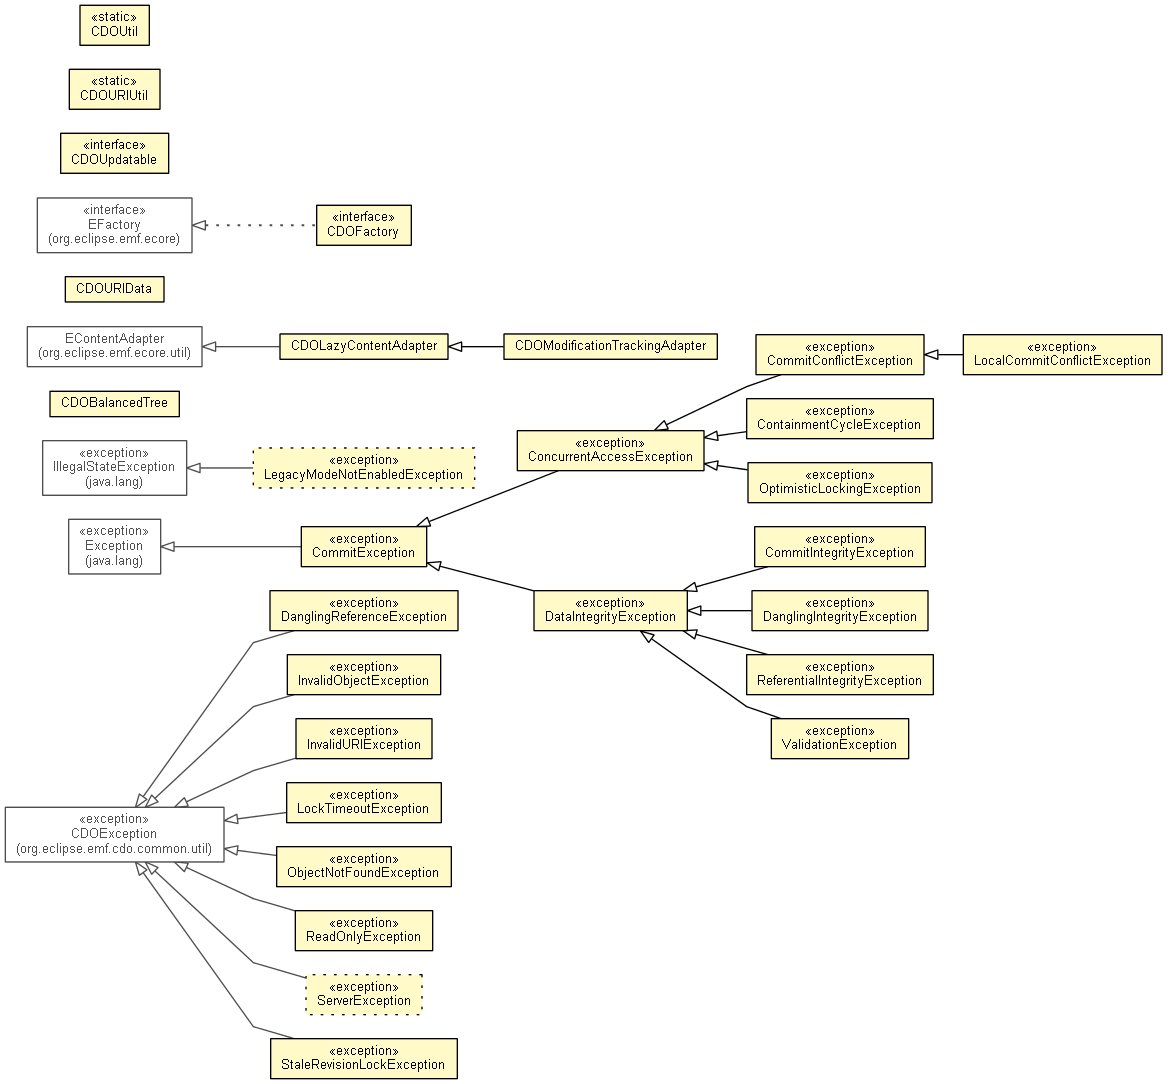 «static»
CDOUtil
«static»
CDOURIUtil
«interface»
CDOUpdatable
«interface»
EFactory
(org.eclipse.emf.ecore)
«interface»
CDOFactory
CDOURIData
EContentAdapter
(org.eclipse.emf.ecore.util)
CDOLazyContentAdapter
CDOModificationTrackingAdapter
«exception»
CommitConflictException
«exception»
LocalCommitConflictException
CDOBalancedTree
«exception»
ContainmentCycleException
«exception»
IllegalStateException
(java.lang)
«exception»
LegacyModeNotEnabledException
«exception»
ConcurrentAccessException
«exception»
OptimisticLockingException
«exception»
Exception
(java.lang)
«exception»
CommitException
«exception»
CommitIntegrityException
«exception»
DanglingReferenceException
«exception»
DataIntegrityException
«exception»
DanglingIntegrityException
«exception»
InvalidObjectException
«exception»
ReferentialIntegrityException
«exception»
InvalidURIException
«exception»
ValidationException
«exception»
LockTimeoutException
«exception»
CDOException
(org.eclipse.emf.cdo.common.util)
«exception»
ObjectNotFoundException
«exception»
ReadOnlyException
«exception»
ServerException
«exception»
StaleRevisionLockException